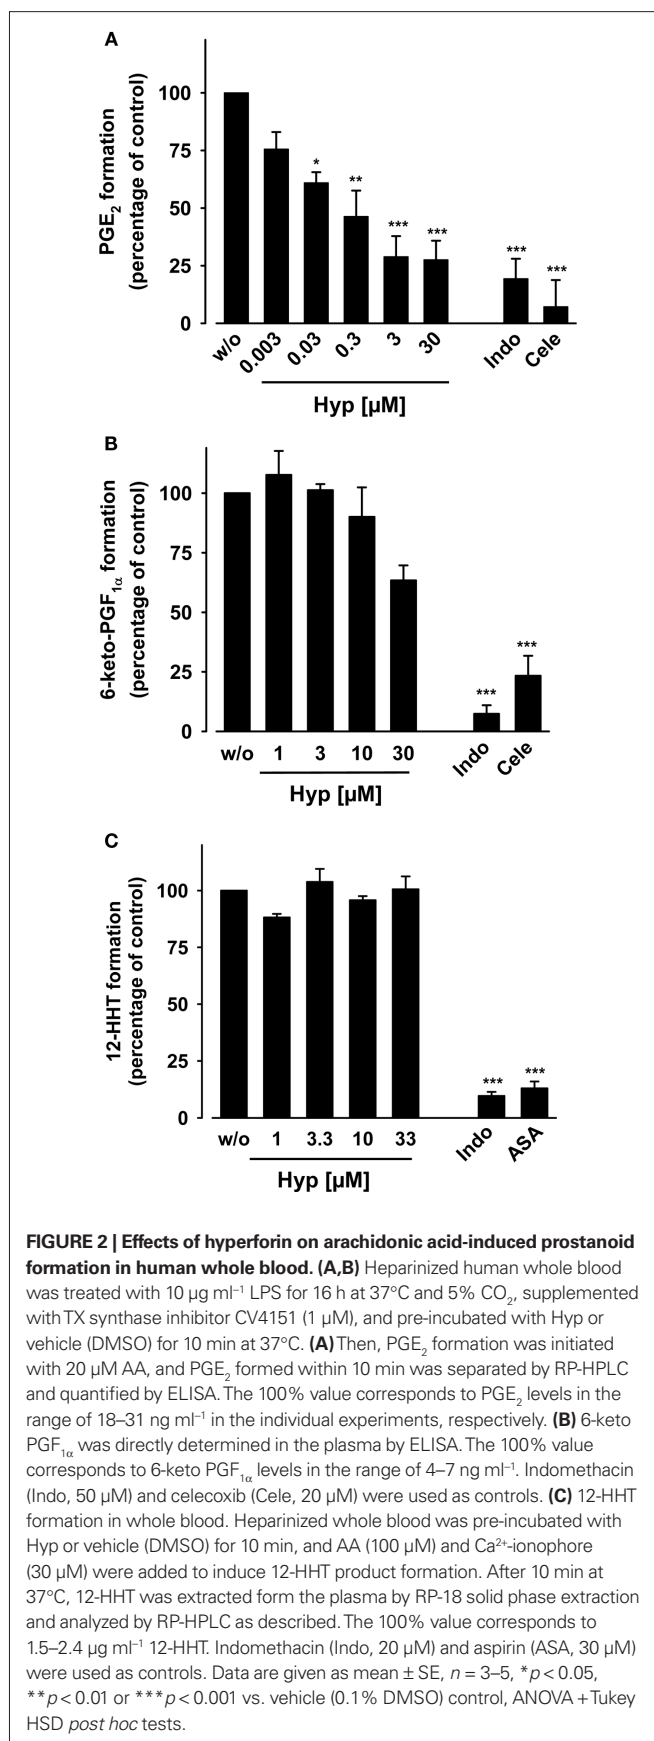 A
PGE₂ formation
(percentage of control)
100
75
50
25
0
*
**
***
***
***
***
w/o
0.003
0.03
0.3
3
30
Indo
Cele
Hyp [µM]
B
6-keto-PGF₁α formation
(percentage of control)
100
75
50
25
0
***
***
w/o
1
3
10
30
Indo
Cele
Hyp [µM]
C
12-HHT formation
(percentage of control)
100
75
50
25
0
***
***
w/o
1
3.3
10
33
Indo
ASA
Hyp [µM]
FIGURE 2 | Effects of hyperforin on arachidonic acid-induced prostanoid
formation in human whole blood. (A,B) Heparinized human whole blood
was treated with 10 µg ml⁻¹ LPS for 16 h at 37°C and 5% CO₂, supplemented
with TX synthase inhibitor CV4151 (1 µM), and pre-incubated with Hyp or
vehicle (DMSO) for 10 min at 37°C. (A) Then, PGE₂ formation was initiated
with 20 µM AA, and PGE₂ formed within 10 min was separated by RP-HPLC
and quantified by ELISA. The 100% value corresponds to PGE₂ levels in the
range of 18–31 ng ml⁻¹ in the individual experiments, respectively. (B) 6-keto
PGF₁α was directly determined in the plasma by ELISA. The 100% value
corresponds to 6-keto PGF₁α levels in the range of 4–7 ng ml⁻¹. Indomethacin
(Indo, 50 µM) and celecoxib (Cele, 20 µM) were used as controls. (C) 12-HHT
formation in whole blood. Heparinized whole blood was pre-incubated with
Hyp or vehicle (DMSO) for 10 min, and AA (100 µM) and Ca²⁺-ionophore
(30 µM) were added to induce 12-HHT product formation. After 10 min at
37°C, 12-HHT was extracted form the plasma by RP-18 solid phase extraction
and analyzed by RP-HPLC as described. The 100% value corresponds to
1.5–2.4 µg ml⁻¹ 12-HHT. Indomethacin (Indo, 20 µM) and aspirin (ASA, 30 µM)
were used as controls. Data are given as mean ± SE, n = 3–5, *p < 0.05,
**p < 0.01 or ***p < 0.001 vs. vehicle (0.1% DMSO) control, ANOVA + Tukey
HSD post hoc tests.